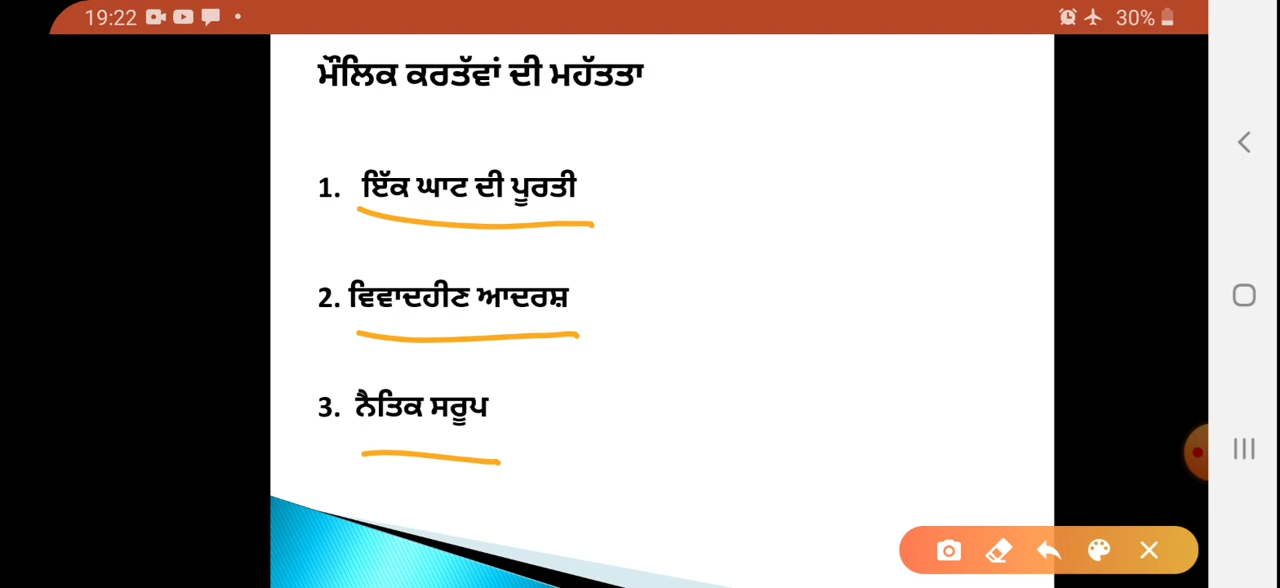 19:22
30%
ਮੌਲਿਕ ਕਰਤੱਵਾਂ ਦੀ ਮਹੱਤਤਾ
1. ਇੱਕ ਘਾਟ ਦੀ ਪੂਰਤੀ
2. ਵਿਵਾਦਹੀਣ ਆਦਰਸ਼
3. ਨੈਤਿਕ ਸਰੂਪ